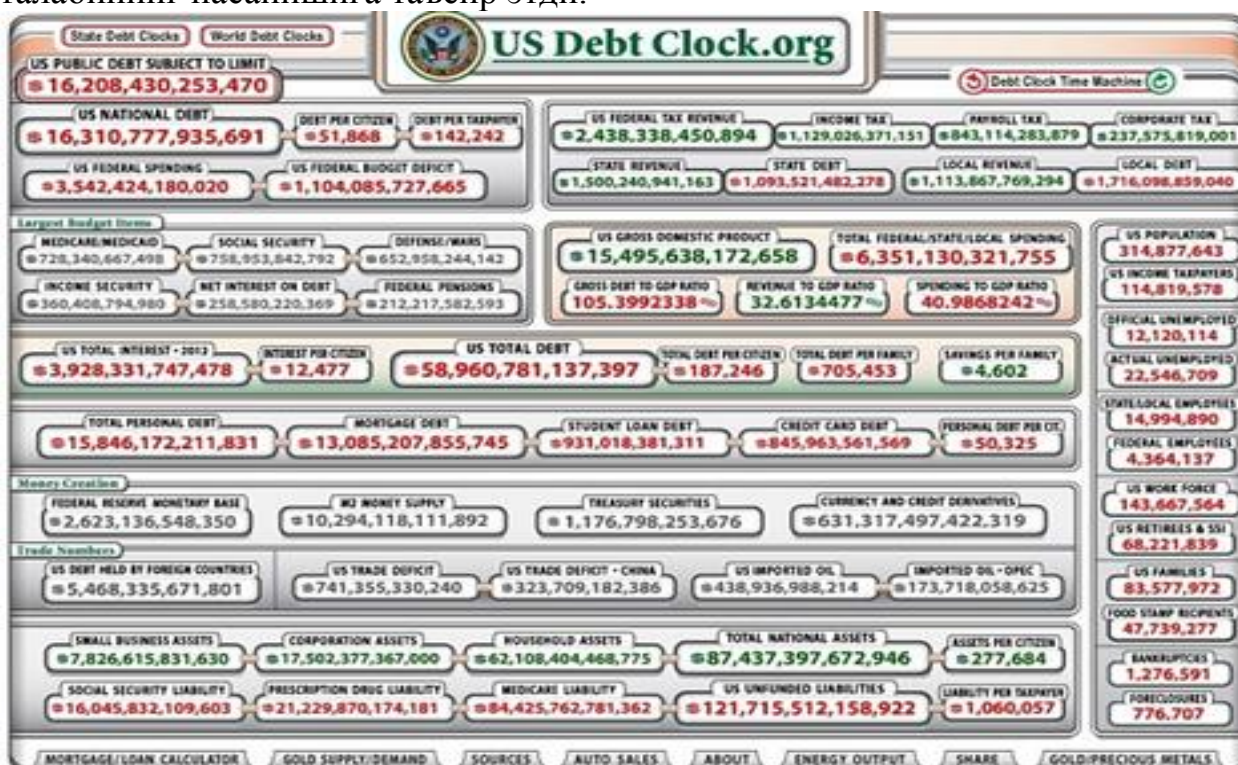 талабининг пасайишига таъсир этди.
State Debt Clocks World Debt Clocks
US Debt Clock.org
US PUBLIC DEBT SUBJECT TO LIMIT
$16,208,430,253,470
Debt Clock Time Machine
US NATIONAL DEBT DEBT PER CITIZEN DEBT PER TAXPAYER
$16,310,777,935,691 $51,868 $142,242
US FEDERAL SPENDING US FEDERAL BUDGET DEFICIT
$3,542,424,180,020 $1,104,085,727,665
US FEDERAL TAX REVENUE INCOME TAX PAYROLL TAX CORPORATE TAX
$2,438,338,450,894 $1,129,026,371,151 $843,114,283,879 $237,575,819,001
STATE REVENUE STATE DEBT LOCAL REVENUE LOCAL DEBT
$1,500,240,941,163 $1,093,521,482,278 $1,113,867,769,294 $1,716,098,859,040
Largest Budget Items
MEDICARE/MEDICAID SOCIAL SECURITY DEFENSE/WARS
$728,340,667,498 $758,953,842,792 $652,958,244,142
INCOME SECURITY NET INTEREST ON DEBT FEDERAL PENSIONS
$360,408,794,980 $258,580,220,369 $212,217,582,593
US GROSS DOMESTIC PRODUCT TOTAL FEDERAL/STATE/LOCAL SPENDING
$15,495,638,172,658 $6,351,130,321,755
GROSS DEBT TO GDP RATIO REVENUE TO GDP RATIO SPENDING TO GDP RATIO
105.3992338% 32.6134477% 40.9868242%
US TOTAL INTEREST - 2012 INTEREST PER CITIZEN US TOTAL DEBT TOTAL DEBT PER CITIZEN TOTAL DEBT PER FAMILY SAVINGS PER FAMILY
$3,928,331,747,478 $12,477 $58,960,781,137,397 $187,246 $705,453 $4,602
TOTAL PERSONAL DEBT MORTGAGE DEBT STUDENT LOAN DEBT CREDIT CARD DEBT PERSONAL DEBT PER CIT.
$15,846,172,211,831 $13,085,207,855,745 $931,018,381,311 $845,963,561,569 $50,325
Money Creation
FEDERAL RESERVE MONETARY BASE M2 MONEY SUPPLY TREASURY SECURITIES CURRENCY AND CREDIT DERIVATIVES
$2,623,136,548,350 $10,294,118,111,892 $1,176,798,253,676 $631,317,497,422,319
Trade Numbers
US DEBT HELD BY FOREIGN COUNTRIES US TRADE DEFICIT US TRADE DEFICIT - CHINA US IMPORTED OIL IMPORTED OIL - OPEC
$5,468,335,671,801 $741,355,330,240 $323,709,182,386 $438,936,988,214 $173,718,058,625
SMALL BUSINESS ASSETS CORPORATION ASSETS HOUSEHOLD ASSETS TOTAL NATIONAL ASSETS ASSETS PER CITIZEN
$7,826,615,831,630 $17,502,377,367,000 $62,108,404,468,775 $87,437,397,672,946 $277,684
SOCIAL SECURITY LIABILITY PRESCRIPTION DRUG LIABILITY MEDICARE LIABILITY US UNFUNDED LIABILITIES LIABILITY PER TAXPAYER
$16,045,832,109,603 $21,229,870,174,181 $84,425,762,781,362 $121,715,512,158,922 $1,060,057
US POPULATION
314,877,643
US INCOME TAXPAYERS
114,819,578
OFFICIAL UNEMPLOYED
12,120,114
ACTUAL UNEMPLOYED
22,546,709
STATE/LOCAL EMPLOYEES
14,994,890
FEDERAL EMPLOYEES
4,364,137
US WORK FORCE
143,667,564
US RETIREES & SSI
68,221,839
US FAMILIES
83,577,972
FOOD STAMP RECIPIENTS
47,739,277
BANKRUPTCIES
1,276,591
FORECLOSURES
776,707
MORTGAGE/LOAN CALCULATOR GOLD SUPPLY/DEMAND SOURCES AUTO SALES ABOUT ENERGY OUTPUT SHARE GOLD/PRECIOUS METALS